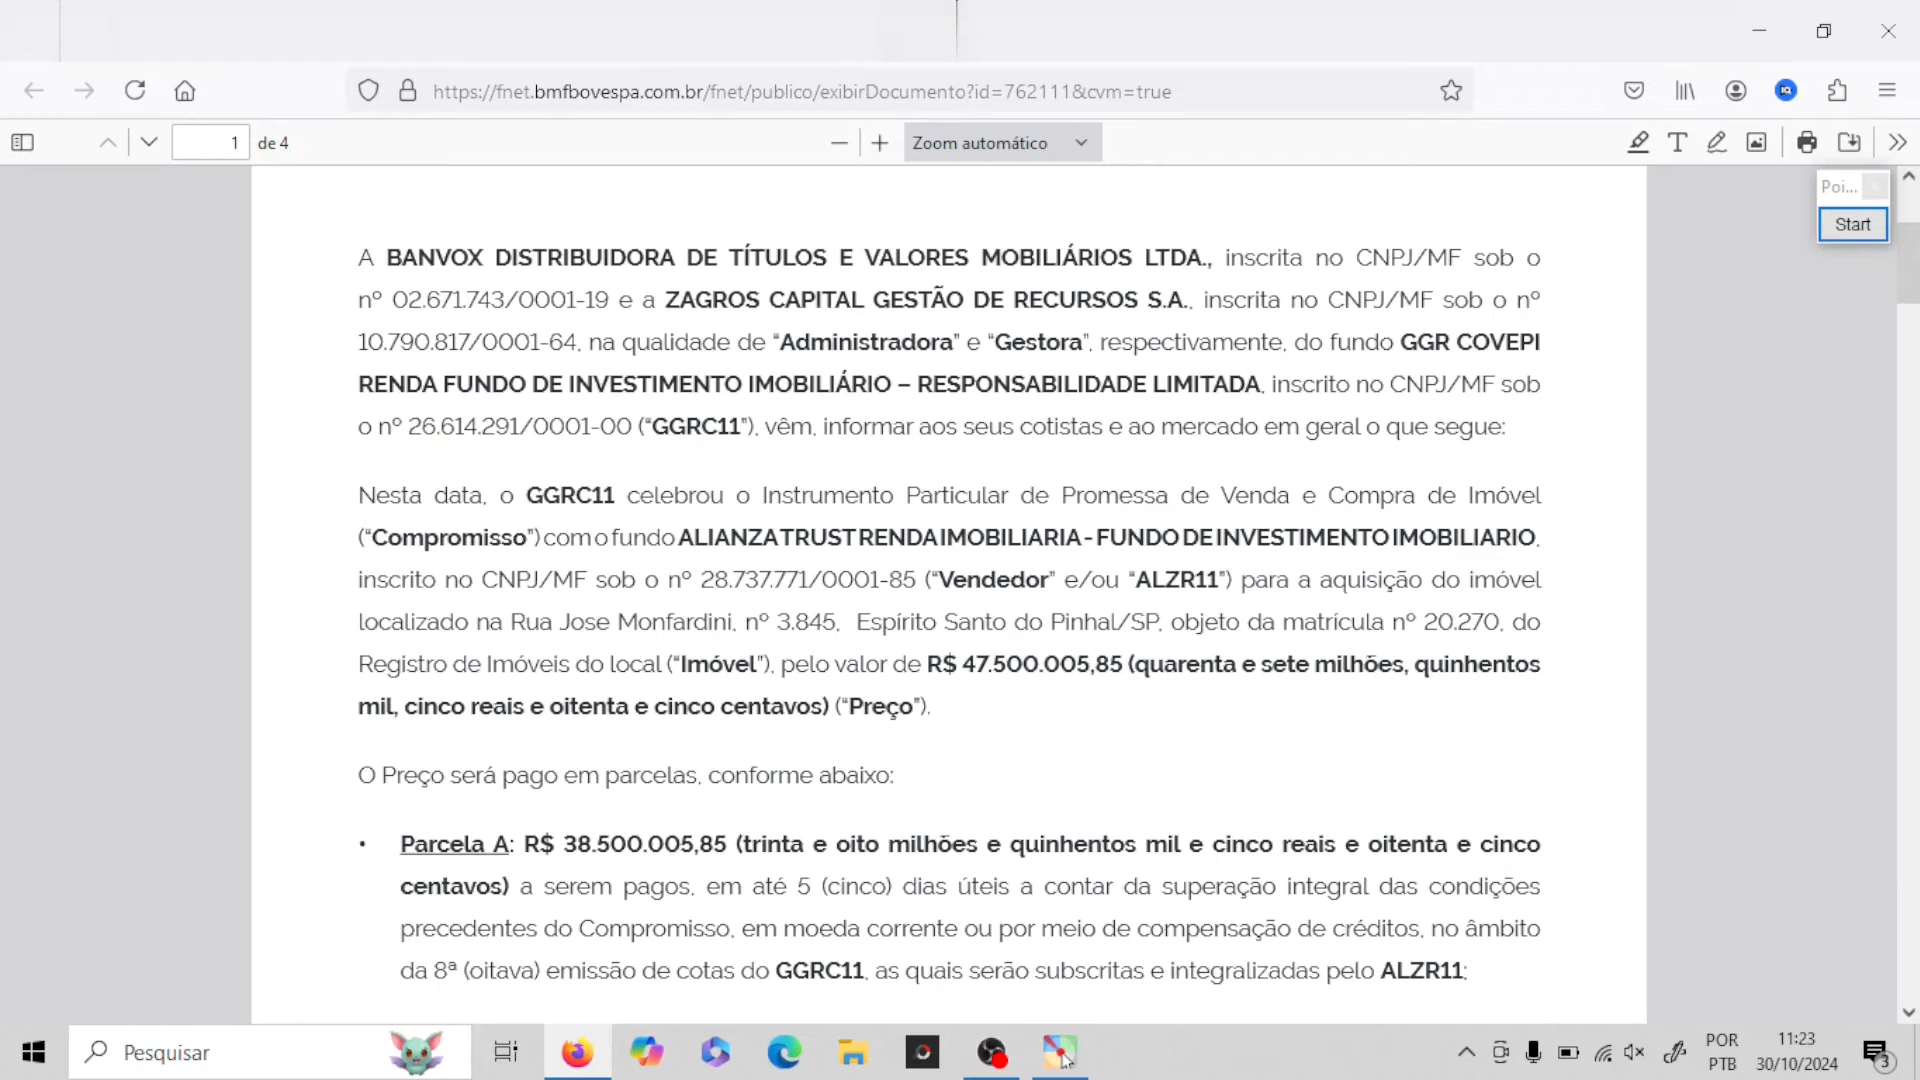 https://fnet.bmfbovespa.com.br/fnet/publico/exibirDocumento?id=762111&cvm=true
1 de 4
Zoom automático
Poi...
Start
A BANVOX DISTRIBUIDORA DE TÍTULOS E VALORES MOBILIÁRIOS LTDA., inscrita no CNPJ/MF sob o
nº 02.671.743/0001-19 e a ZAGROS CAPITAL GESTÃO DE RECURSOS S.A., inscrita no CNPJ/MF sob o nº
10.790.817/0001-64, na qualidade de “Administradora” e “Gestora”, respectivamente, do fundo GGR COVEPI
RENDA FUNDO DE INVESTIMENTO IMOBILIÁRIO – RESPONSABILIDADE LIMITADA, inscrito no CNPJ/MF sob
o nº 26.614.291/0001-00 (“GGRC11”), vêm, informar aos seus cotistas e ao mercado em geral o que segue:
Nesta data, o GGRC11 celebrou o Instrumento Particular de Promessa de Venda e Compra de Imóvel
(“Compromisso”) com o fundo ALIANZA TRUST RENDA IMOBILIARIA - FUNDO DE INVESTIMENTO IMOBILIARIO,
inscrito no CNPJ/MF sob o nº 28.737.771/0001-85 (“Vendedor” e/ou “ALZR11”) para a aquisição do imóvel
localizado na Rua Jose Monfardini, nº 3.845, Espírito Santo do Pinhal/SP, objeto da matrícula nº 20.270, do
Registro de Imóveis do local (“Imóvel”), pelo valor de R$ 47.500.005,85 (quarenta e sete milhões, quinhentos
mil, cinco reais e oitenta e cinco centavos) (“Preço”).
O Preço será pago em parcelas, conforme abaixo:
• Parcela A: R$ 38.500.005,85 (trinta e oito milhões e quinhentos mil e cinco reais e oitenta e cinco
centavos) a serem pagos, em até 5 (cinco) dias úteis a contar da superação integral das condições
precedentes do Compromisso, em moeda corrente ou por meio de compensação de créditos, no âmbito
da 8ª (oitava) emissão de cotas do GGRC11, as quais serão subscritas e integralizadas pelo ALZR11;
Pesquisar
POR
PTB
11:23
30/10/2024
3